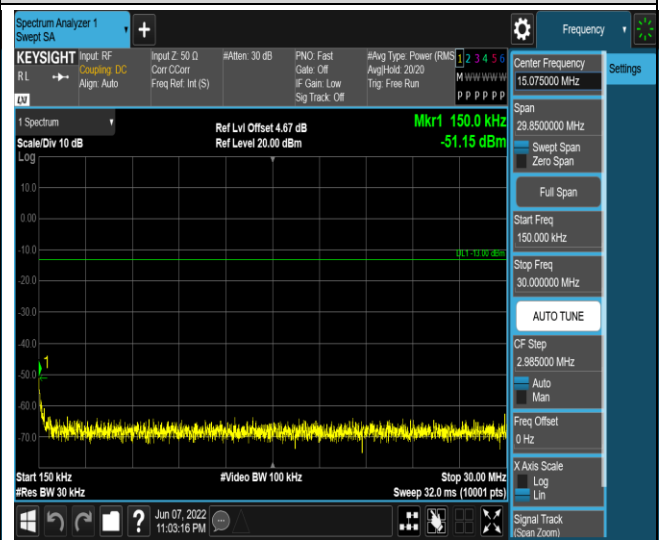 Spectrum Analyzer 1
Swept SA
+
Frequency
KEYSIGHT
RL
LXI
Input: RF
Coupling: DC
Align: Auto
Input Z: 50 Ω
Corr CCorr
Freq Ref: Int (S)
#Atten: 30 dB
PNO: Fast
Gate: Off
IF Gain: Low
Sig Track: Off
#Avg Type: Power (RMS
Avg|Hold: 20/20
Trig: Free Run
1 2 3 4 5 6
M W W W W W
P P P P P P
1 Spectrum
Scale/Div 10 dB
Log
Ref Lvl Offset 4.67 dB
Ref Level 20.00 dBm
Mkr1 150.0 kHz
-51.15 dBm
10.0
0.00
-10.0
DL1 -13.00 dBm
-20.0
-30.0
-40.0
1
-50.0
-60.0
-70.0
Start 150 kHz
#Res BW 30 kHz
#Video BW 100 kHz
Stop 30.00 MHz
Sweep 32.0 ms (10001 pts)
?
Jun 07, 2022
11:03:16 PM
Center Frequency
15.075000 MHz
Settings
Span
29.8500000 MHz
Swept Span
Zero Span
Full Span
Start Freq
150.000 kHz
Stop Freq
30.000000 MHz
AUTO TUNE
CF Step
2.985000 MHz
Auto
Man
Freq Offset
0 Hz
X Axis Scale
Log
Lin
Signal Track
(Span Zoom)